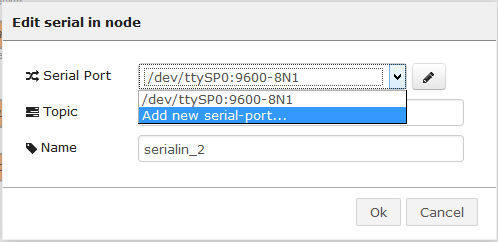 Edit serial in node
Serial Port
/dev/ttySP0:9600-8N1
/dev/ttySP0:9600-8N1
Add new serial-port...
Topic
Name
serialin_2
Ok
Cancel